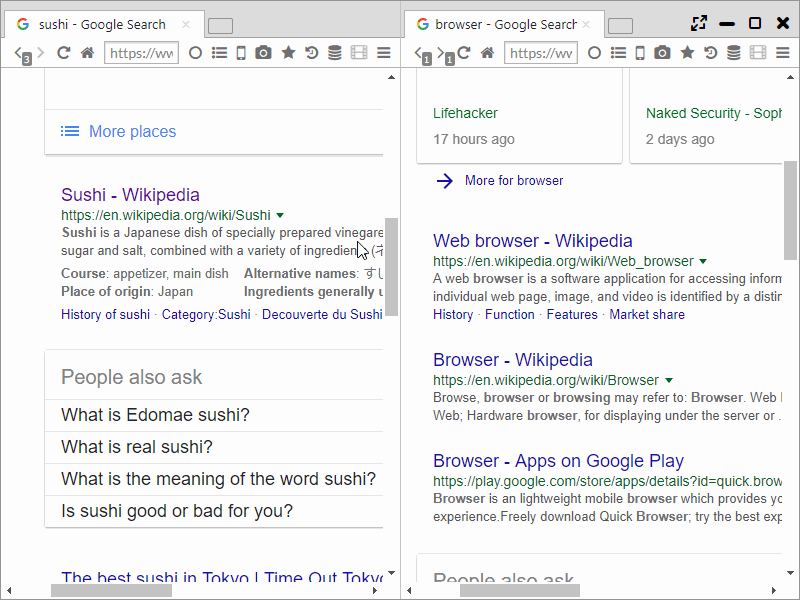 sushi - Google Search
3
https://ww
More places
Sushi - Wikipedia
https://en.wikipedia.org/wiki/Sushi
Sushi is a Japanese dish of specially prepared vinegare
sugar and salt, combined with a variety of ingredien
Course: appetizer, main dish Alternative names: すし
Place of origin: Japan Ingredients generally u
History of sushi · Category:Sushi · Decouverte du Sushi
People also ask
What is Edomae sushi?
What is real sushi?
What is the meaning of the word sushi?
Is sushi good or bad for you?
The best sushi in Tokyo | Time Out Tokyo
browser - Google Search
1 1
https://ww
Lifehacker
17 hours ago
Naked Security - Soph
2 days ago
More for browser
Web browser - Wikipedia
https://en.wikipedia.org/wiki/Web_browser
A web browser is a software application for accessing inform
individual web page, image, and video is identified by a distin
History · Function · Features · Market share
Browser - Wikipedia
https://en.wikipedia.org/wiki/Browser
Browse, browser or browsing may refer to: Browser. Web
Web; Hardware browser, for displaying under the server or .
Browser - Apps on Google Play
https://play.google.com/store/apps/details?id=quick.brow
Browser is an lightweight mobile browser which provides yo
experience.Freely download Quick Browser; try the best exp
People also ask